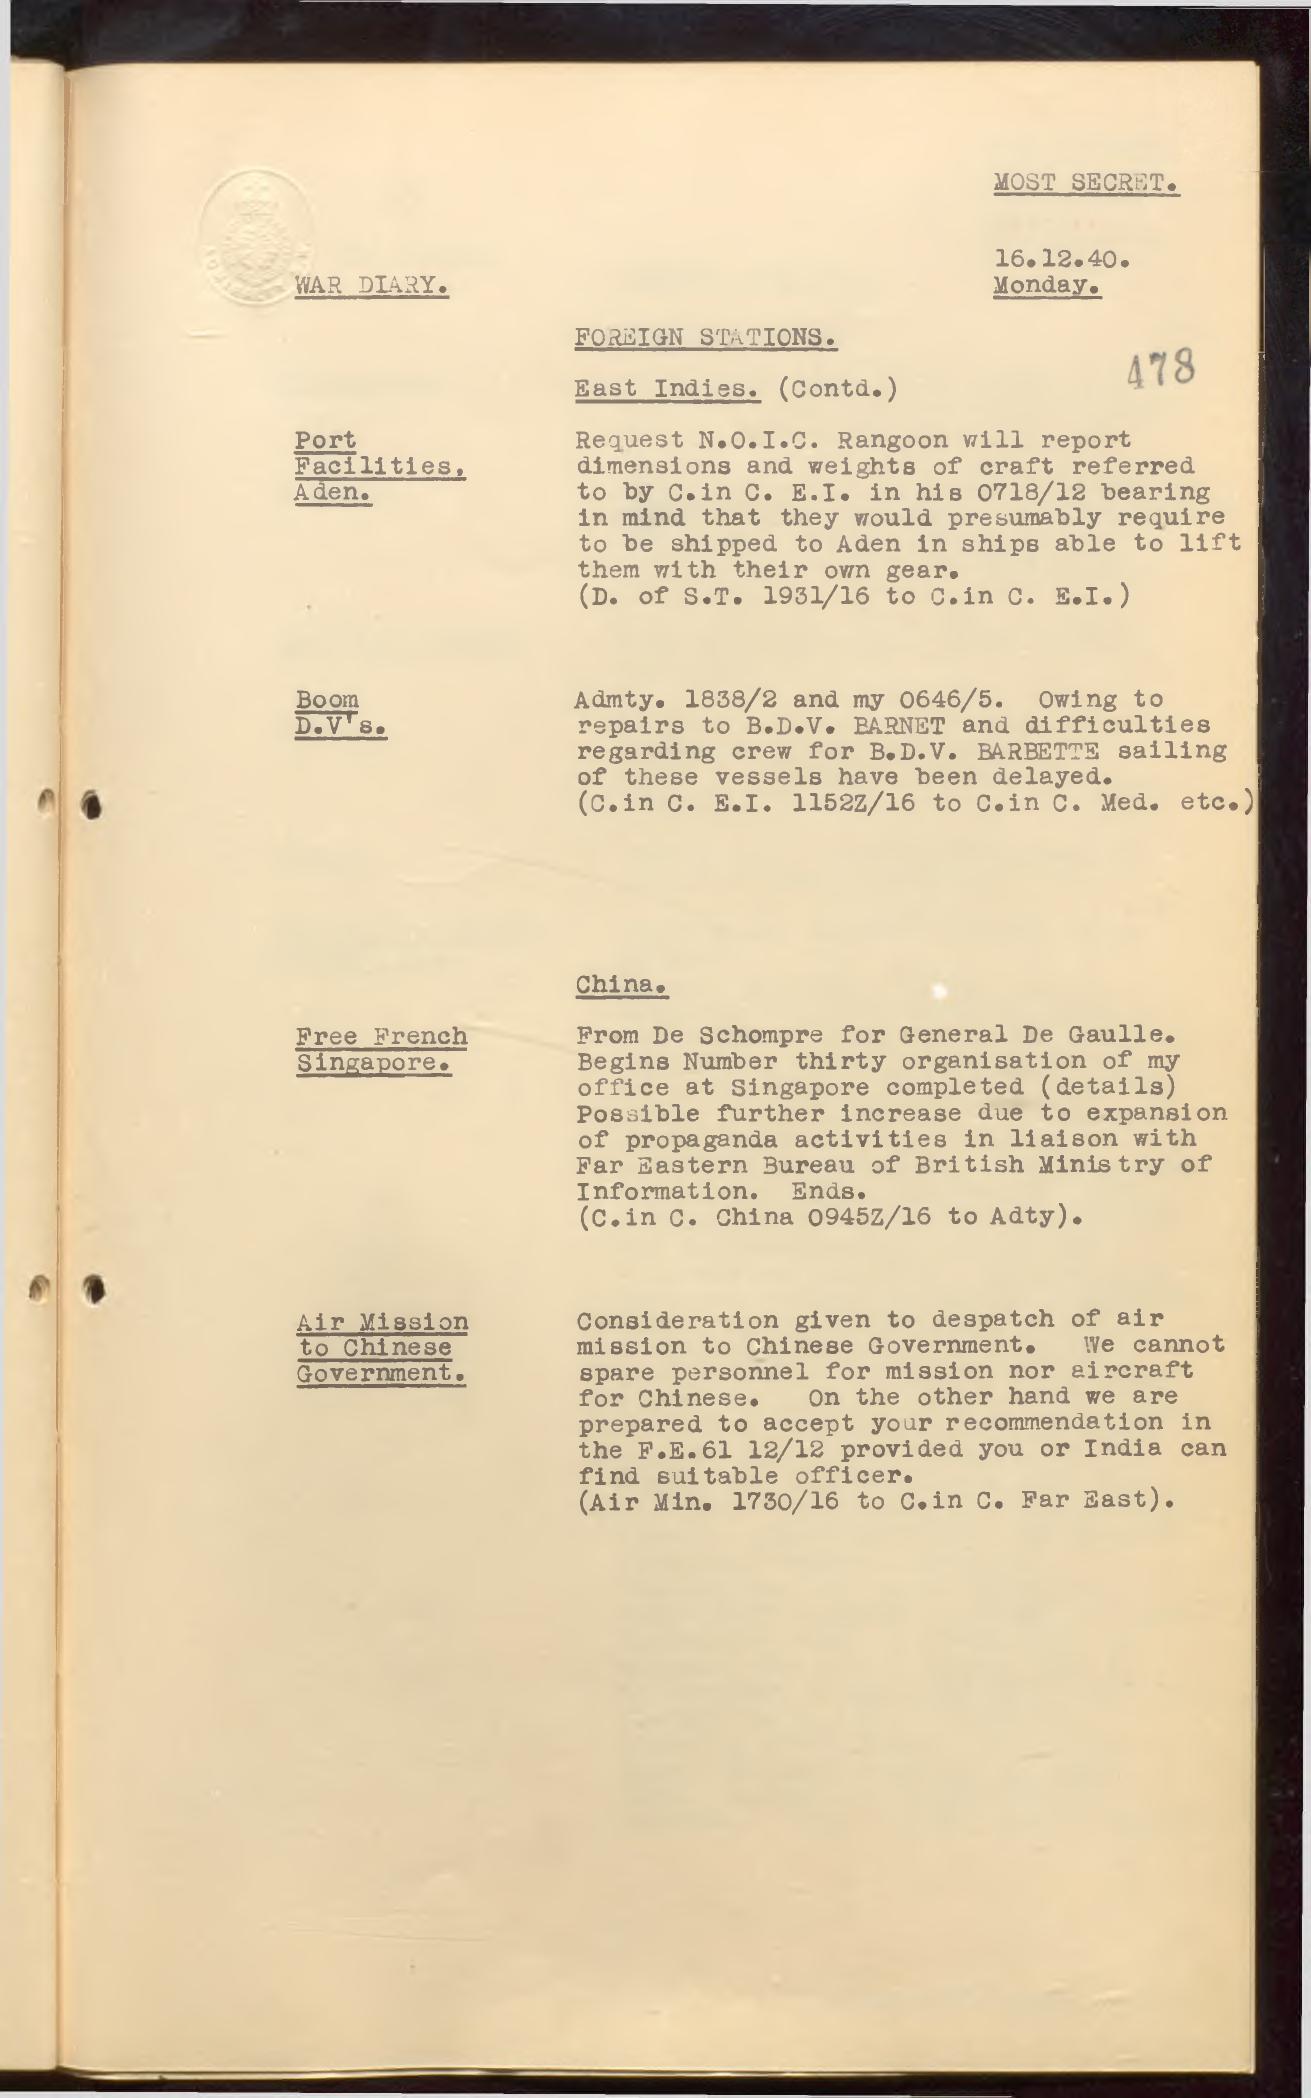 MOST SECRET.
16.12.40.
WAR DIARY.
Monday.
FOREIGN STATIONS.
478
East Indies. (Contd.)
Port
Facilities,
Aden.
Request N.O.I.C. Rangoon will report
dimensions and weights of craft referred
to by C.in C. E.I. in his 0718/12 bearing
in mind that they would presumably require
to be shipped to Aden in ships able to lift
them with their own gear.
(D. of S.T. 1931/16 to C.in C. E.I.)
Boom
D.V's.
Admty. 1838/2 and my 0646/5. Owing to
repairs to B.D.V. BARNET and difficulties
regarding crew for B.D.V. BARBETTE sailing
of these vessels have been delayed.
(C.in C. E.I. 1152Z/16 to C.in C. Med. etc.)
China.
Free French
Singapore.
From De Schompre for General De Gaulle.
Begins Number thirty organisation of my
office at Singapore completed (details)
Possible further increase due to expansion
of propaganda activities in liaison with
Far Eastern Bureau of British Ministry of
Information. Ends.
(C.in C. China 0945Z/16 to Adty).
Air Mission
to Chinese
Government.
Consideration given to despatch of air
mission to Chinese Government. We cannot
spare personnel for mission nor aircraft
for Chinese. On the other hand we are
prepared to accept your recommendation in
the F.E.61 12/12 provided you or India can
find suitable officer.
(Air Min. 1730/16 to C.in C. Far East).